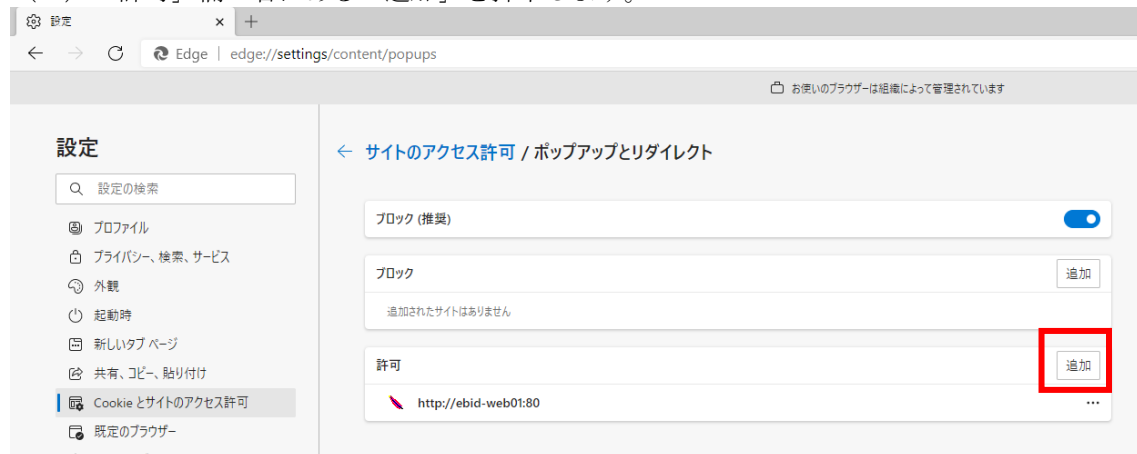 設定
Edge | edge://settings/content/popups
お使いのブラウザーは組織によって管理されています
設定
設定の検索
プロファイル
プライバシー、検索、サービス
外観
起動時
新しいタブ ページ
共有、コピー、貼り付け
Cookie とサイトのアクセス許可
既定のブラウザー
サイトのアクセス許可 / ポップアップとリダイレクト
ブロック (推奨)
ブロック
追加
追加されたサイトはありません
許可
追加
http://ebid-web01:80